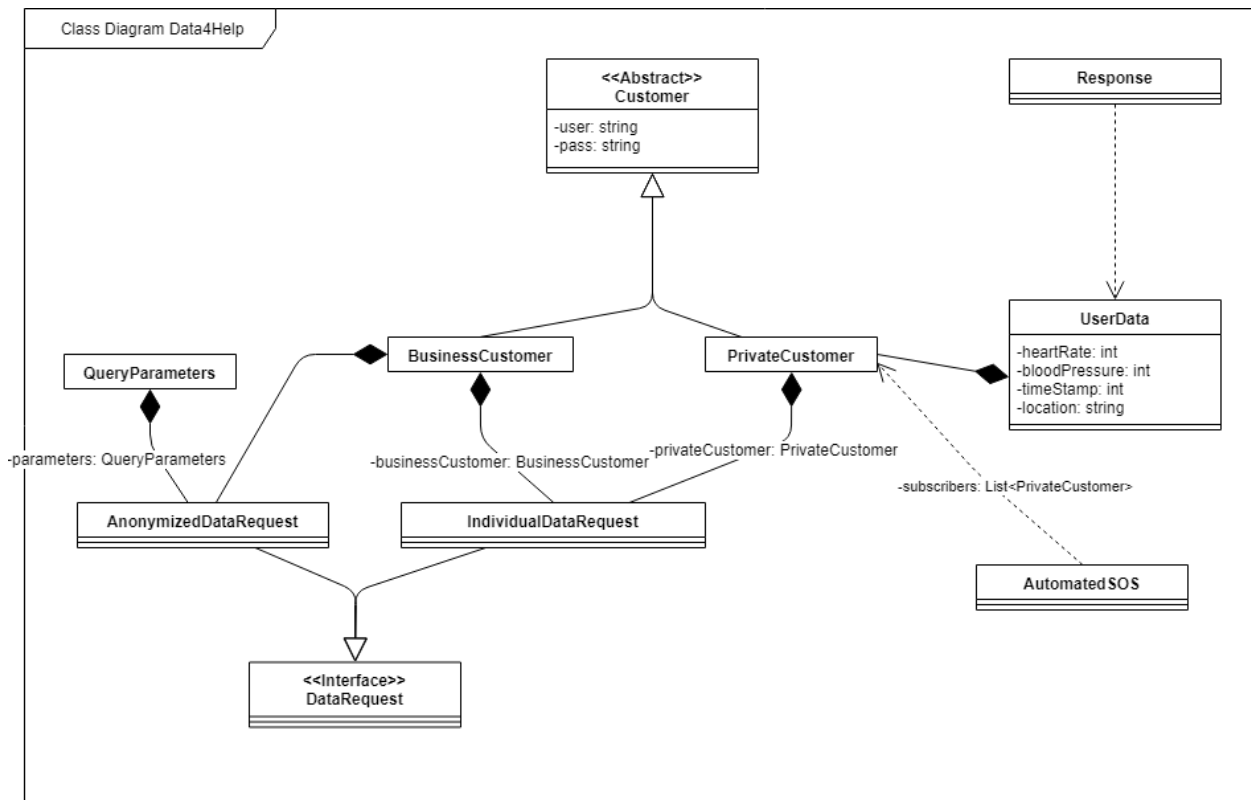 Class Diagram Data4Help
<<Abstract>>
Customer
-user: string
-pass: string
Response
UserData
-heartRate: int
-bloodPressure: int
-timeStamp: int
-location: string
BusinessCustomer
PrivateCustomer
QueryParameters
-parameters: QueryParameters
-businessCustomer: BusinessCustomer
-privateCustomer: PrivateCustomer
-subscribers: List<PrivateCustomer>
AnonymizedDataRequest
IndividualDataRequest
AutomatedSOS
<<Interface>>
DataRequest